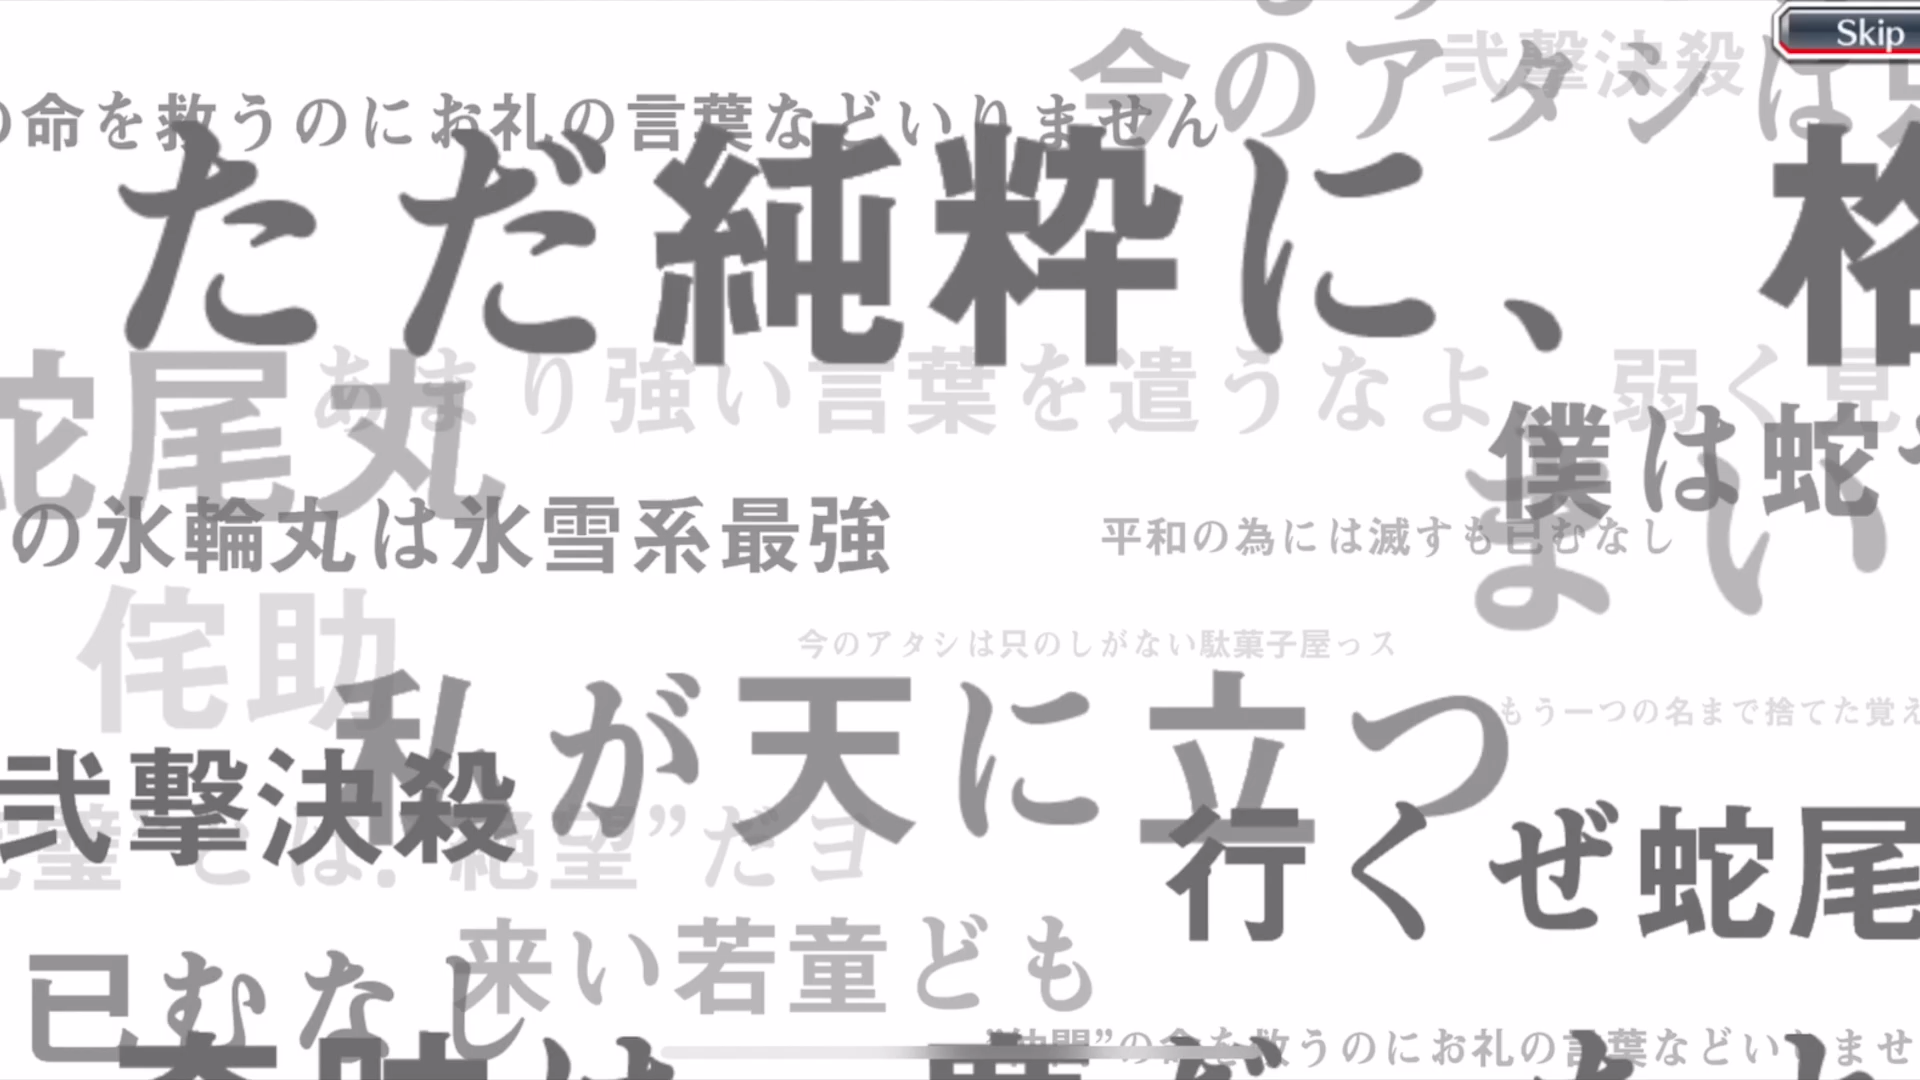 Skip
今のアタシは只
弐撃決殺
の命を救うのにお礼の言葉などいりません
ただ純粋に、格
蛇尾丸
あまり強い言葉を遣うなよ 弱く見
僕は蛇
の氷輪丸は氷雪系最強
平和の為には滅すも已むなし
まい
侘助
今のアタシは只のしがない駄菓子屋っス
私が天に立つ
もう一つの名まで捨てた覚え
弐撃決殺
とは、“絶望”だヨ
行くぜ蛇尾
来い若童ども
已むなし
“仲間”の命を救うのにお礼の言葉などいりませ